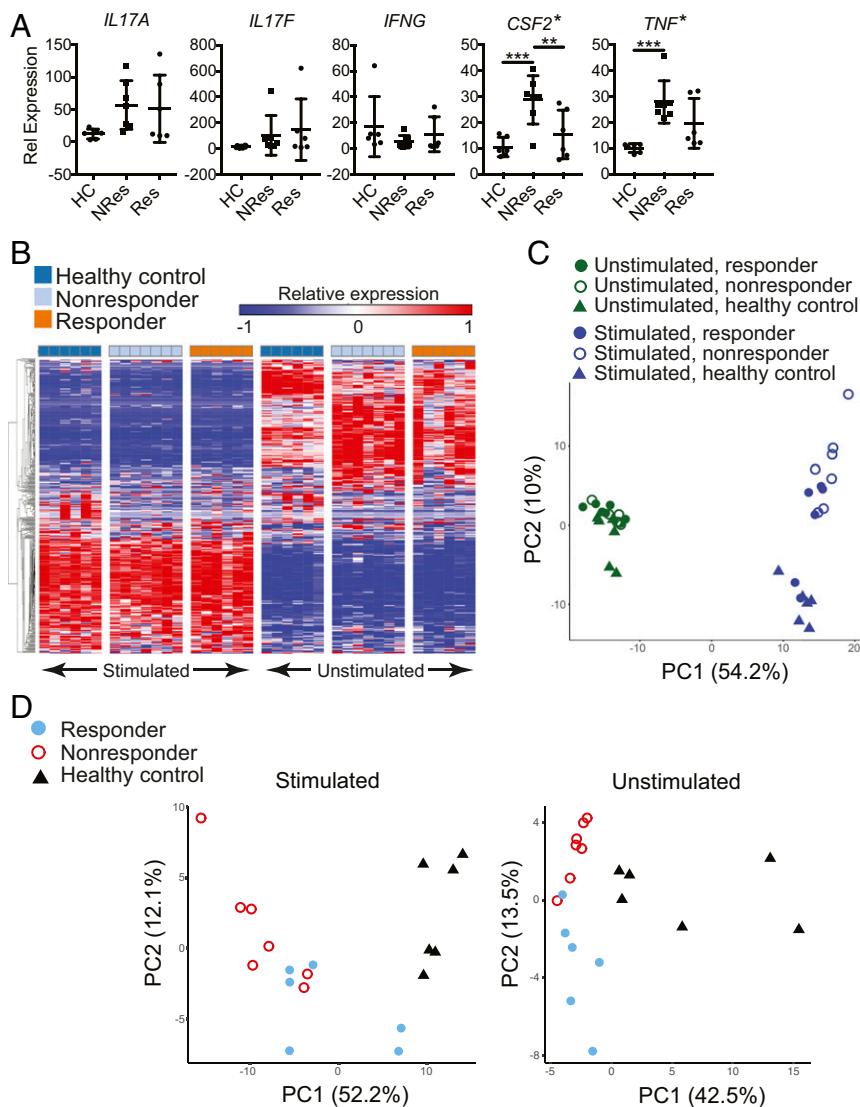 A
IL17A IL17F IFNG CSF2* TNF*
Rel Expression
150
100
50
0
-50
800
600
400
200
0
-200
80
60
40
20
0
-20
50
40
30
20
10
0
50
40
30
20
10
0
*** ** ***
HC NRes Res HC NRes Res HC NRes Res HC NRes Res HC NRes Res
B
Healthy control
Nonresponder
Responder
Relative expression
-1 0 1
Stimulated Unstimulated
C
Unstimulated, responder
Unstimulated, nonresponder
Unstimulated, healthy control
Stimulated, responder
Stimulated, nonresponder
Stimulated, healthy control
PC2 (10%)
10
0
-10
-10 0 10 20
PC1 (54.2%)
D
Responder
Nonresponder
Healthy control
Stimulated
PC2 (12.1%)
10
5
0
-5
-10 0 10
PC1 (52.2%)
Unstimulated
PC2 (13.5%)
4
0
-4
-8
-5 0 5 10 15
PC1 (42.5%)